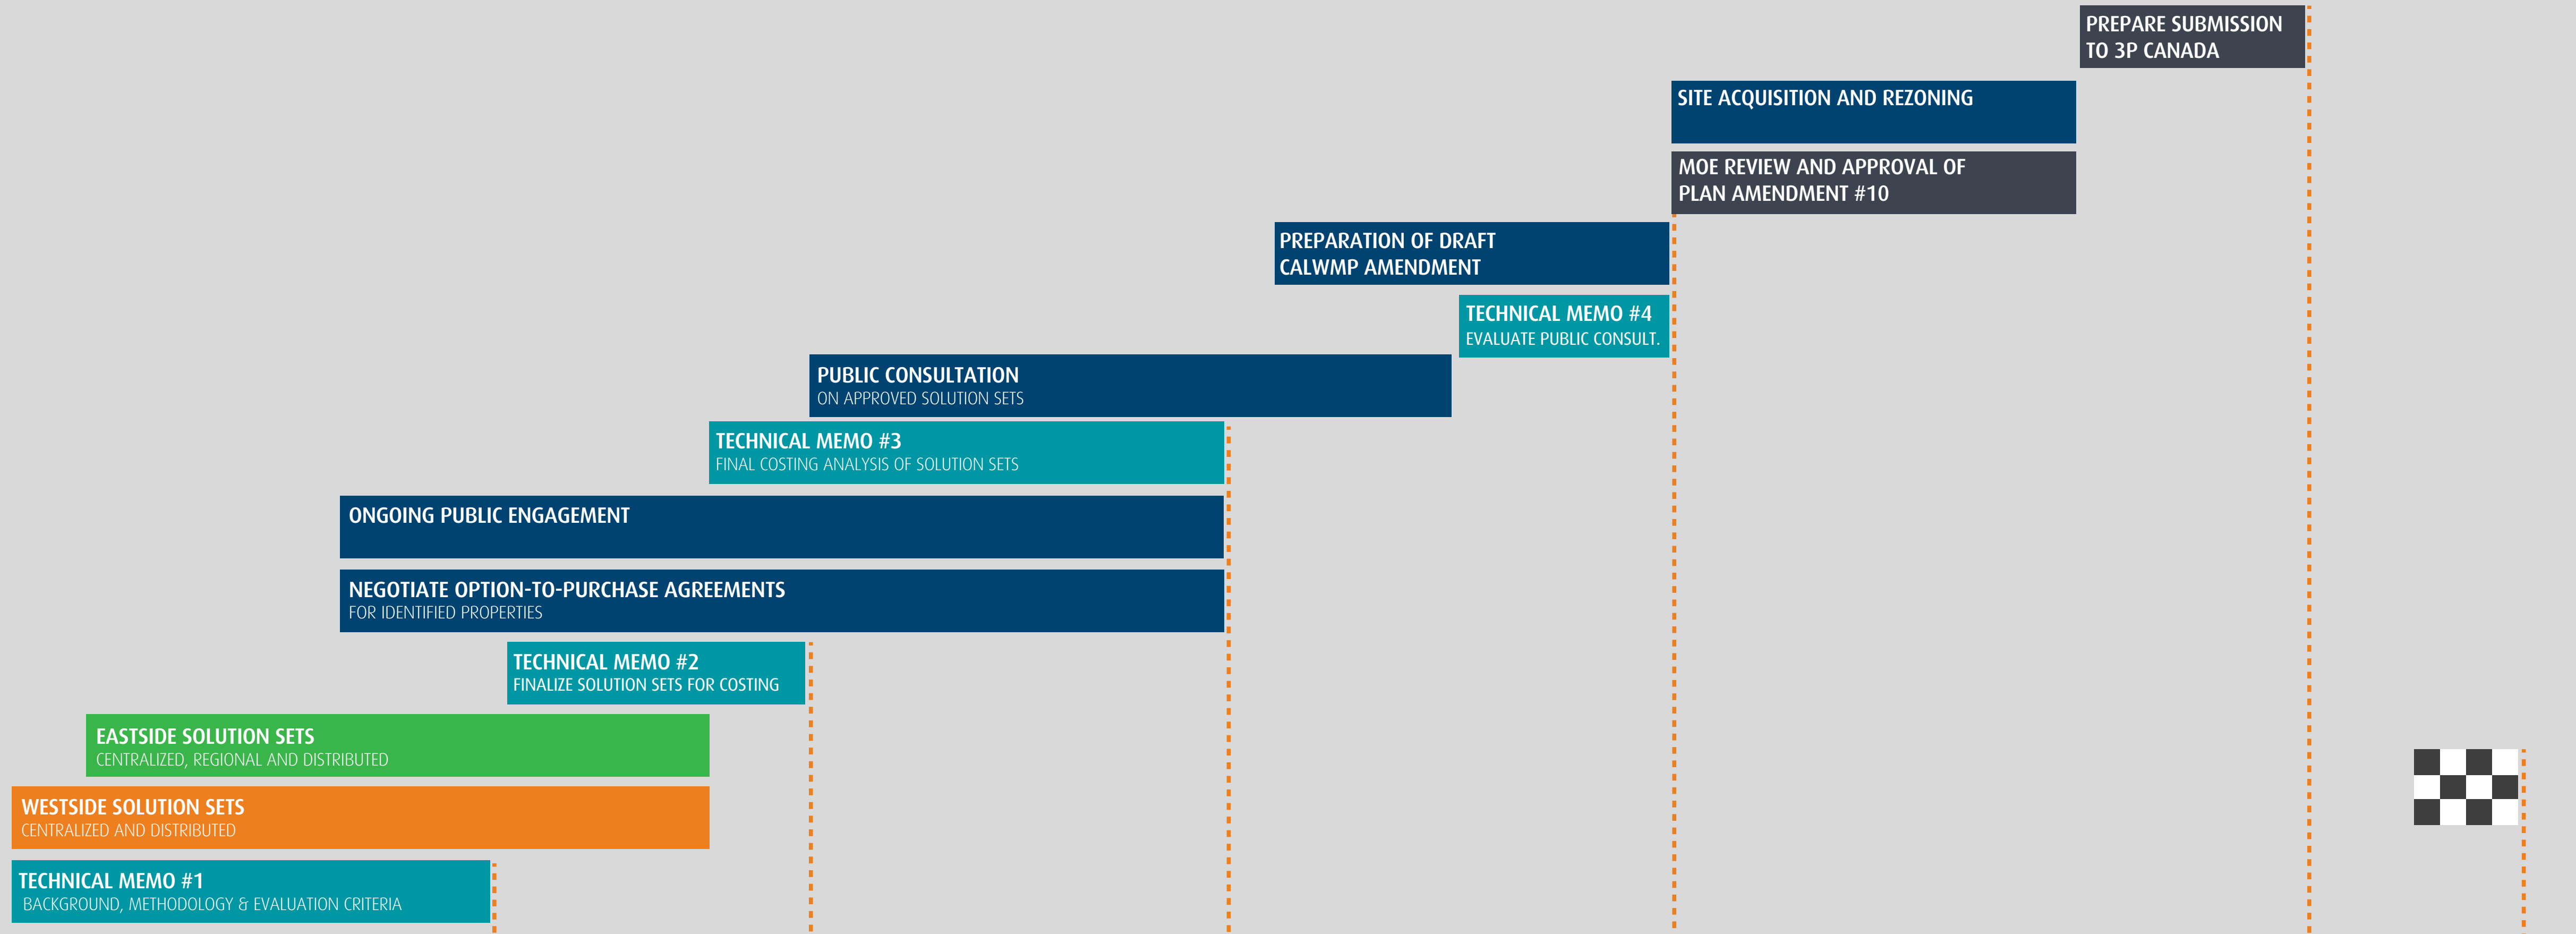 PREPARE SUBMISSION
TO 3P CANADA
SITE ACQUISITION AND REZONING
MOE REVIEW AND APPROVAL OF
PLAN AMENDMENT #10
PREPARATION OF DRAFT
CALWMP AMENDMENT
TECHNICAL MEMO #4
EVALUATE PUBLIC CONSULT.
PUBLIC CONSULTATION
ON APPROVED SOLUTION SETS
TECHNICAL MEMO #3
FINAL COSTING ANALYSIS OF SOLUTION SETS
ONGOING PUBLIC ENGAGEMENT
NEGOTIATE OPTION-TO-PURCHASE AGREEMENTS
FOR IDENTIFIED PROPERTIES
TECHNICAL MEMO #2
FINALIZE SOLUTION SETS FOR COSTING
EASTSIDE SOLUTION SETS
CENTRALIZED, REGIONAL AND DISTRIBUTED
WESTSIDE SOLUTION SETS
CENTRALIZED AND DISTRIBUTED
TECHNICAL MEMO #1
BACKGROUND, METHODOLOGY & EVALUATION CRITERIA